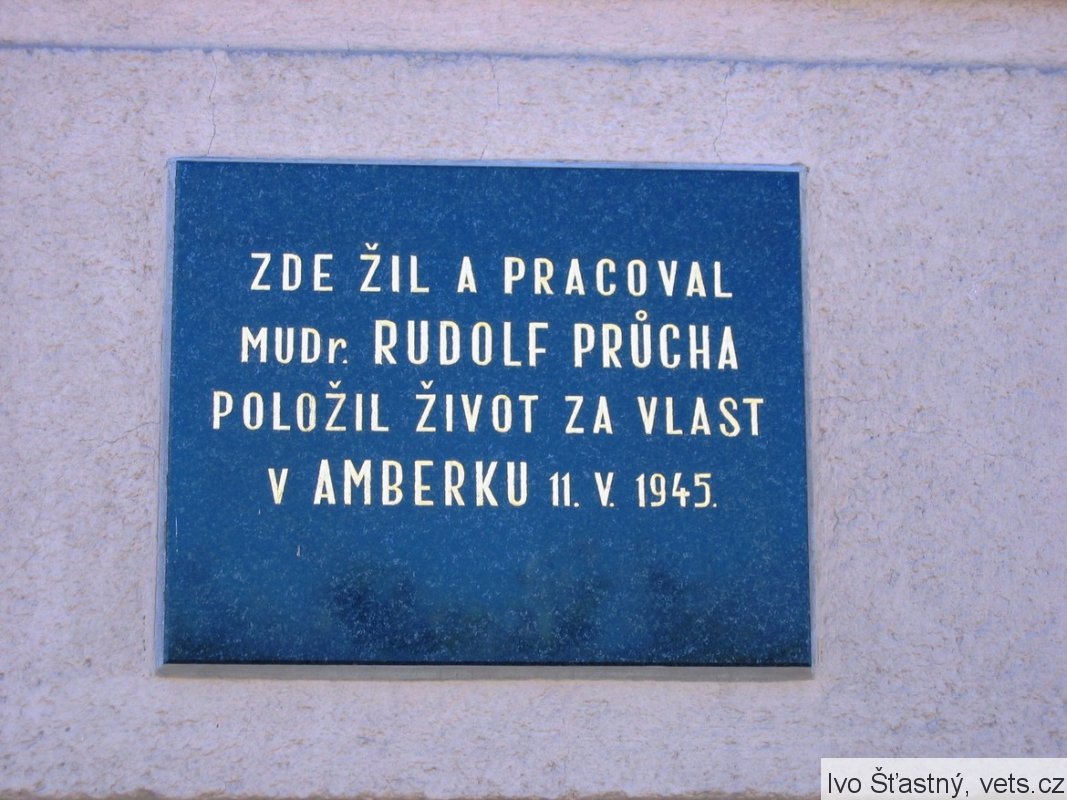 ZDE ŽIL A PRACOVAL
MUDr. RUDOLF PRŮCHA
POLOŽIL ŽIVOT ZA VLAST
v AMBERKU 11. V. 1945.
Ivo Šťastný, vets.cz